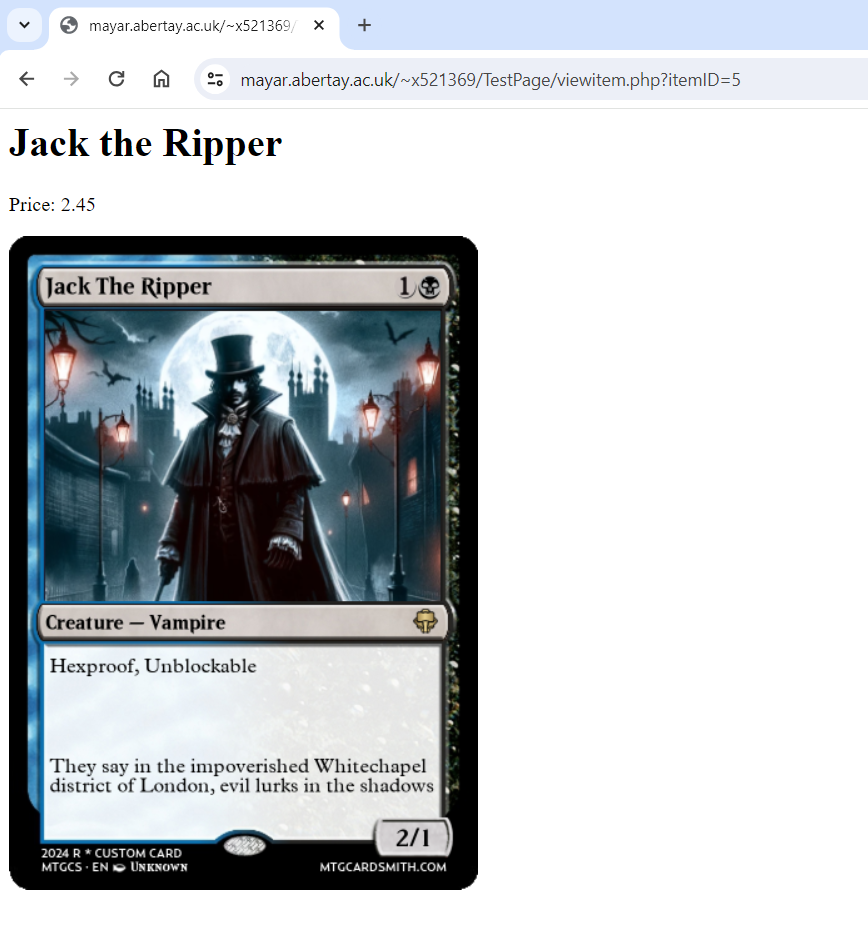 mayar.abertay.ac.uk/~x521369/
mayar.abertay.ac.uk/~x521369/TestPage/viewitem.php?itemID=5
Jack the Ripper
Price: 2.45
Jack The Ripper 1
Creature — Vampire
Hexproof, Unblockable
They say in the impoverished Whitechapel
district of London, evil lurks in the shadows
2/1
2024 R * CUSTOM CARD
MTGCS · EN Unknown MTGCARDSMITH.COM